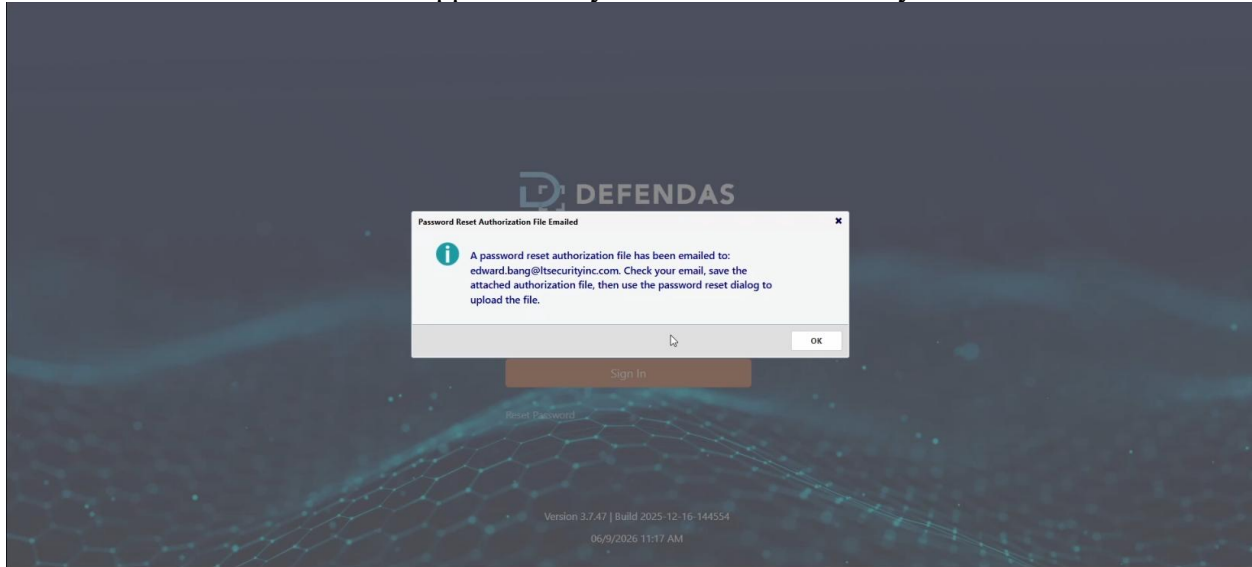 DEFENDAS
Password Reset Authorization File Emailed
A password reset authorization file has been emailed to:
edward.bang@ltsecurityinc.com. Check your email, save the
attached authorization file, then use the password reset dialog to
upload the file.
OK
Sign In
Reset Password
Version 3.7.47 | Build 2025-12-16-144554
06/9/2026 11:17 AM